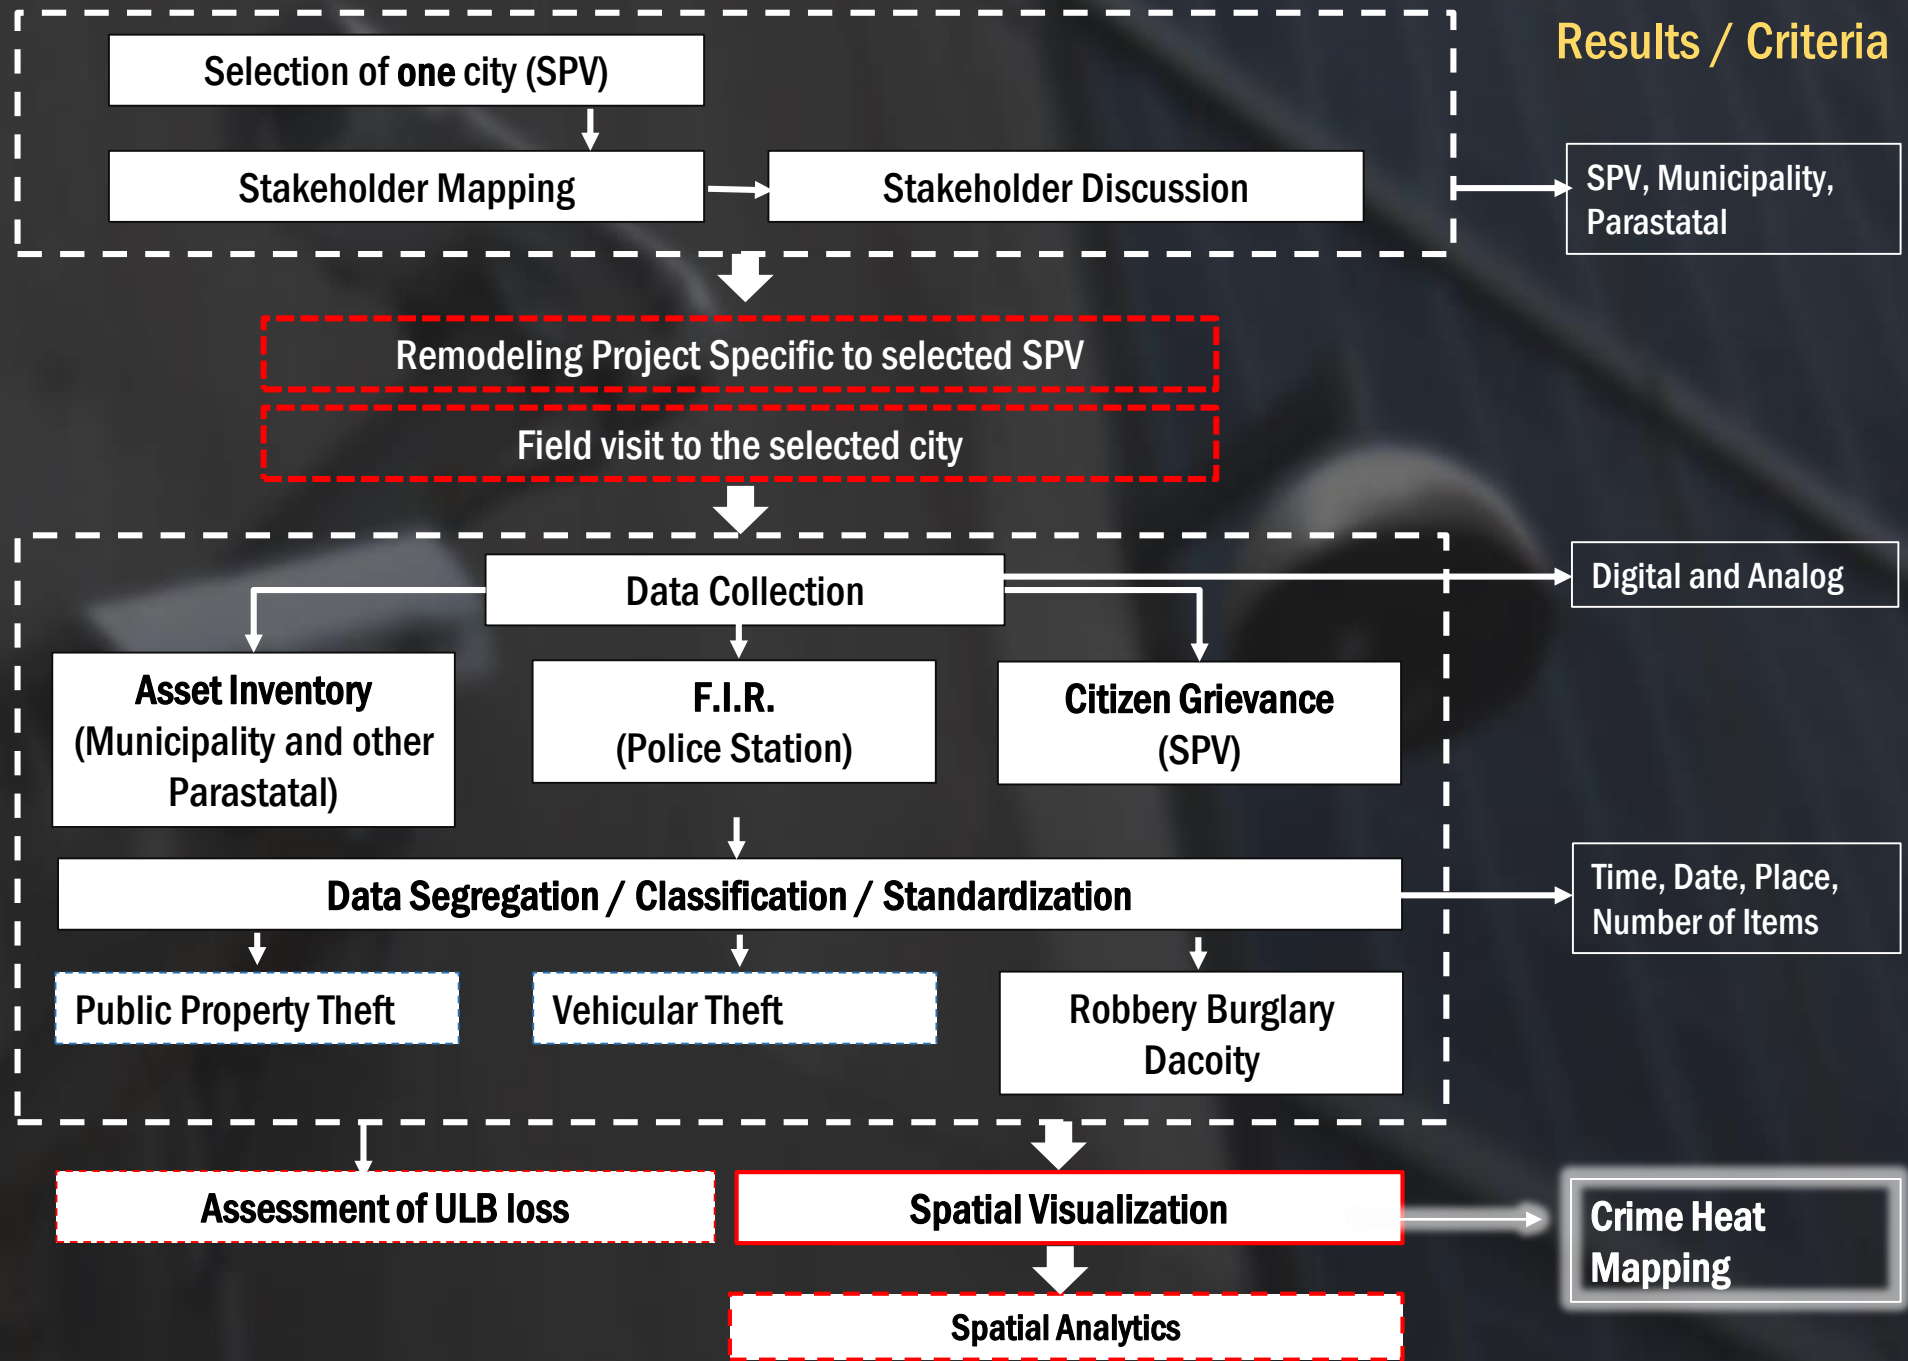 Results / Criteria
Selection of one city (SPV)
Stakeholder Mapping
Stakeholder Discussion
SPV, Municipality,
Parastatal
Remodeling Project Specific to selected SPV
Field visit to the selected city
Data Collection
Digital and Analog
Asset Inventory
(Municipality and other
Parastatal)
F.I.R.
(Police Station)
Citizen Grievance
(SPV)
Data Segregation / Classification / Standardization
Time, Date, Place,
Number of Items
Public Property Theft
Vehicular Theft
Robbery Burglary
Dacoity
Assessment of ULB loss
Spatial Visualization
Crime Heat
Mapping
Spatial Analytics